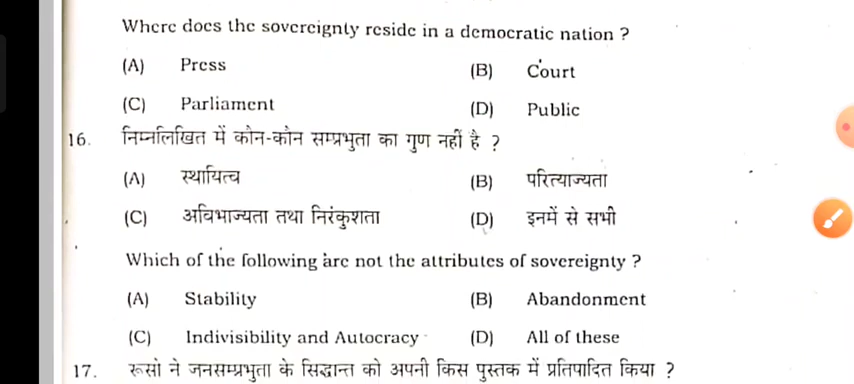 Where does the sovereignty reside in a democratic nation ?
(A) Press (B) Court
(C) Parliament (D) Public
16. निम्नलिखित में कौन-कौन सम्प्रभुता का गुण नहीं है ?
(A) स्थायित्व (B) परित्याज्यता
(C) अविभाज्यता तथा निरंकुशता (D) इनमें से सभी
Which of the following are not the attributes of sovereignty ?
(A) Stability (B) Abandonment
(C) Indivisibility and Autocracy (D) All of these
17. रूसो ने जनसम्प्रभुता के सिद्धान्त को अपनी किस पुस्तक में प्रतिपादित किया ?